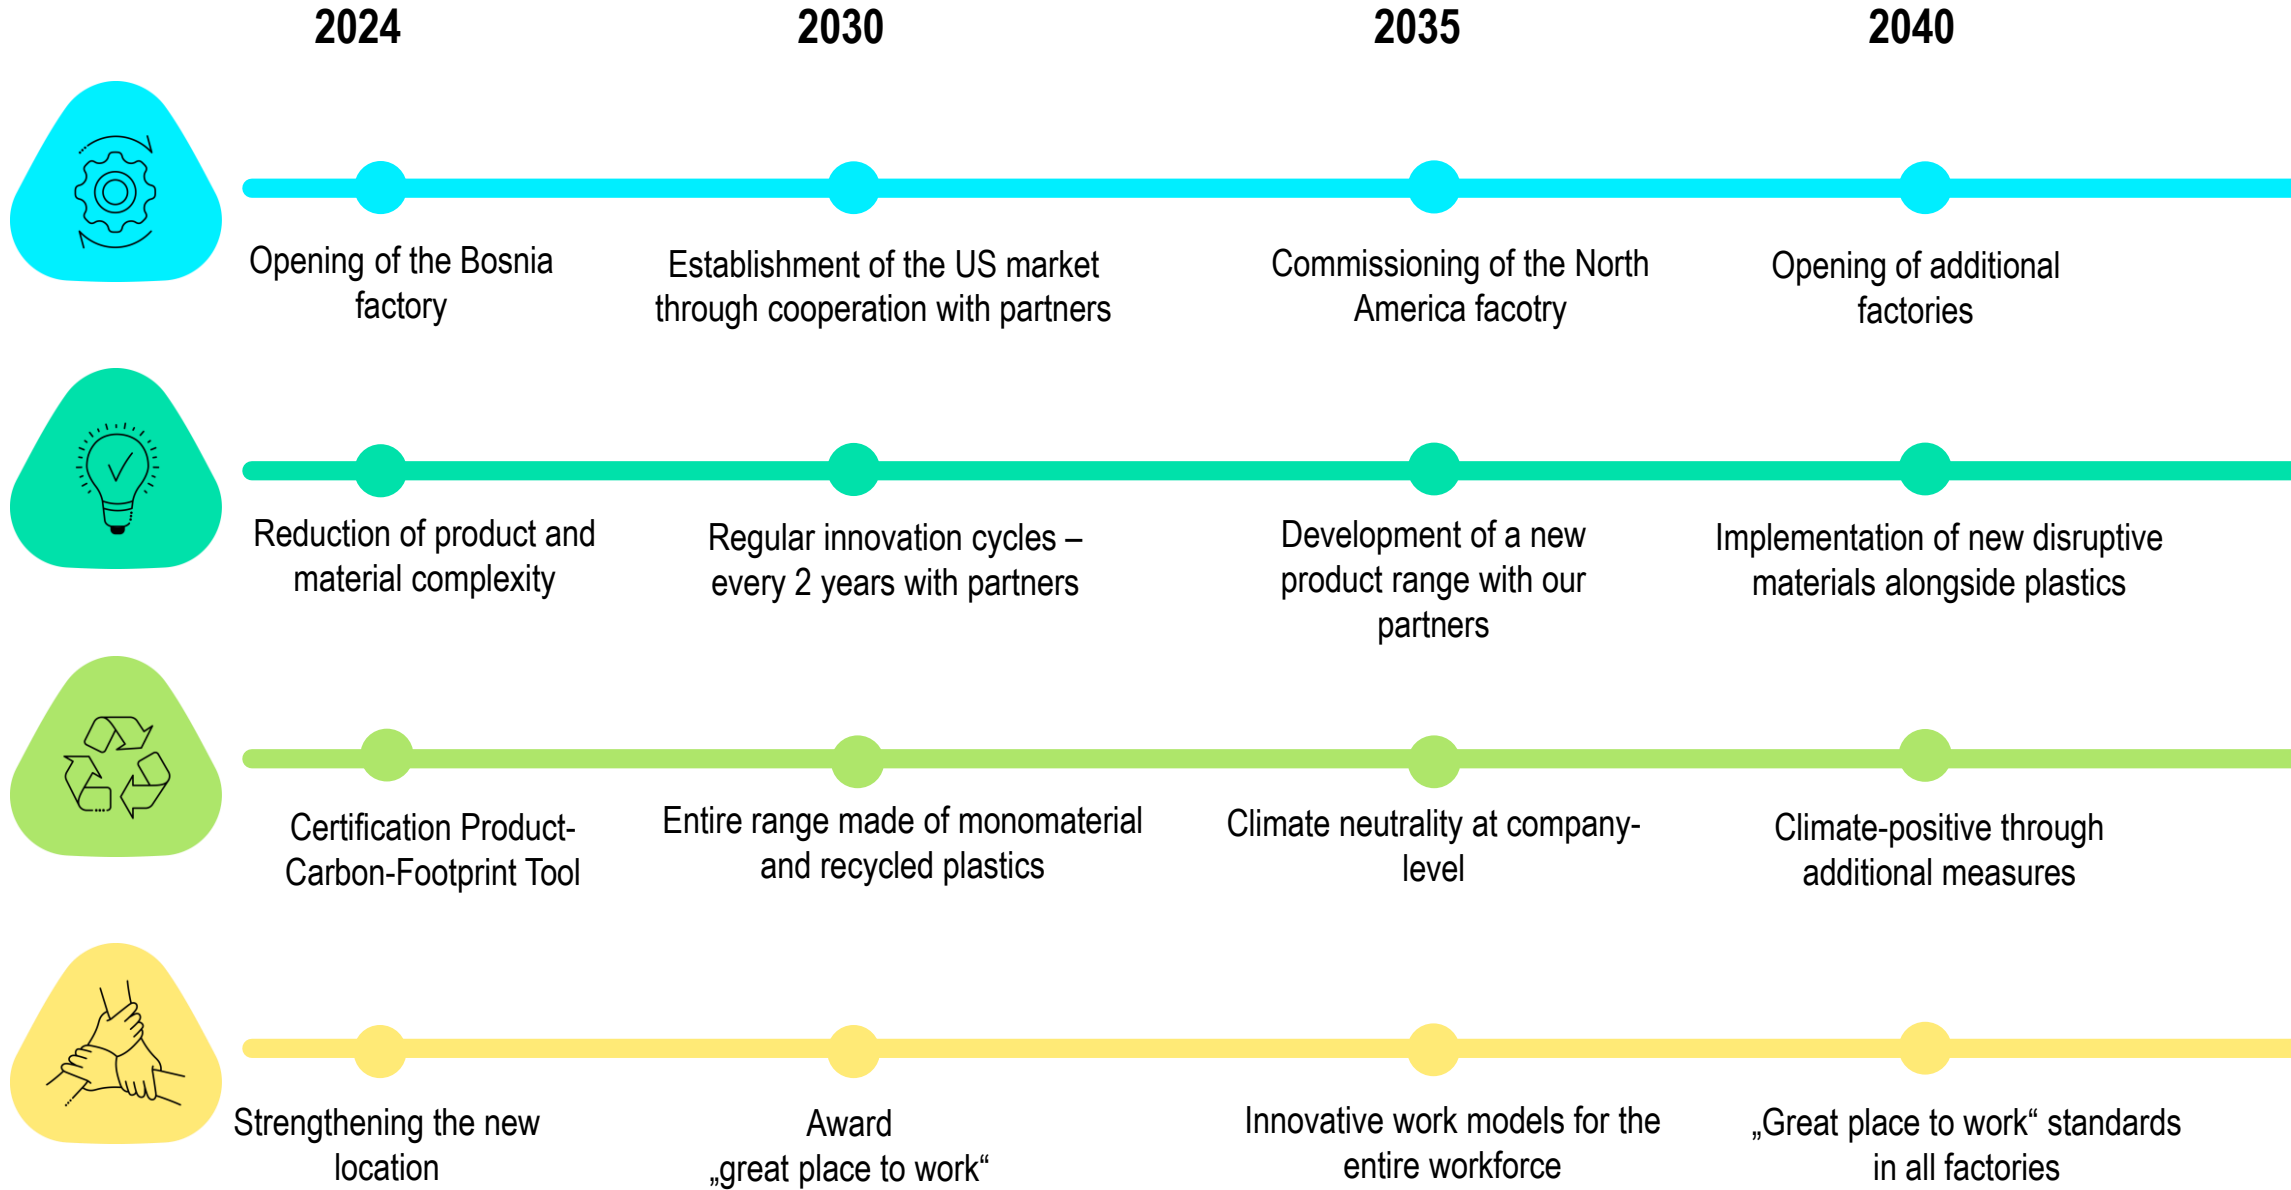 2024
2030
2035
2040
Opening of the Bosnia
factory
Establishment of the US market
through cooperation with partners
Commissioning of the North
America facotry
Opening of additional
factories
Reduction of product and
material complexity
Regular innovation cycles –
every 2 years with partners
Development of a new
product range with our
partners
Implementation of new disruptive
materials alongside plastics
Certification Product-
Carbon-Footprint Tool
Entire range made of monomaterial
and recycled plastics
Climate neutrality at company-
level
Climate-positive through
additional measures
Strengthening the new
location
Award
„great place to work“
Innovative work models for the
entire workforce
„Great place to work“ standards
in all factories